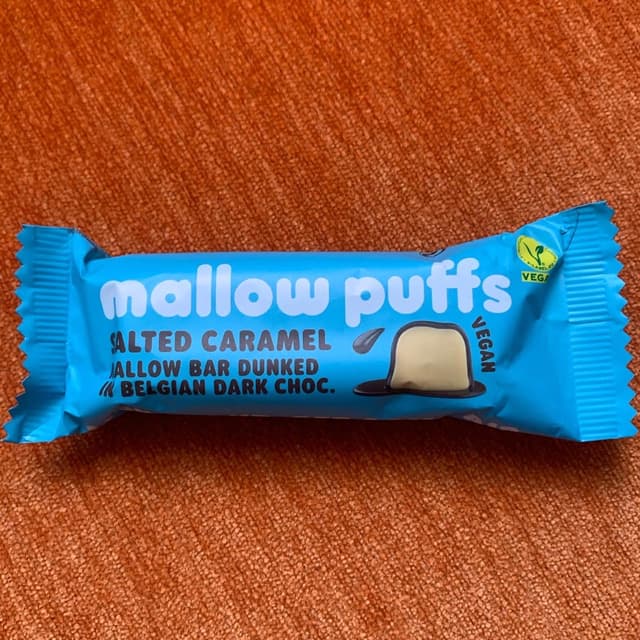 mallow puffs
SALTED CARAMEL
MALLOW BAR DUNKED
IN BELGIAN DARK CHOC.
VEGAN
VEGAN